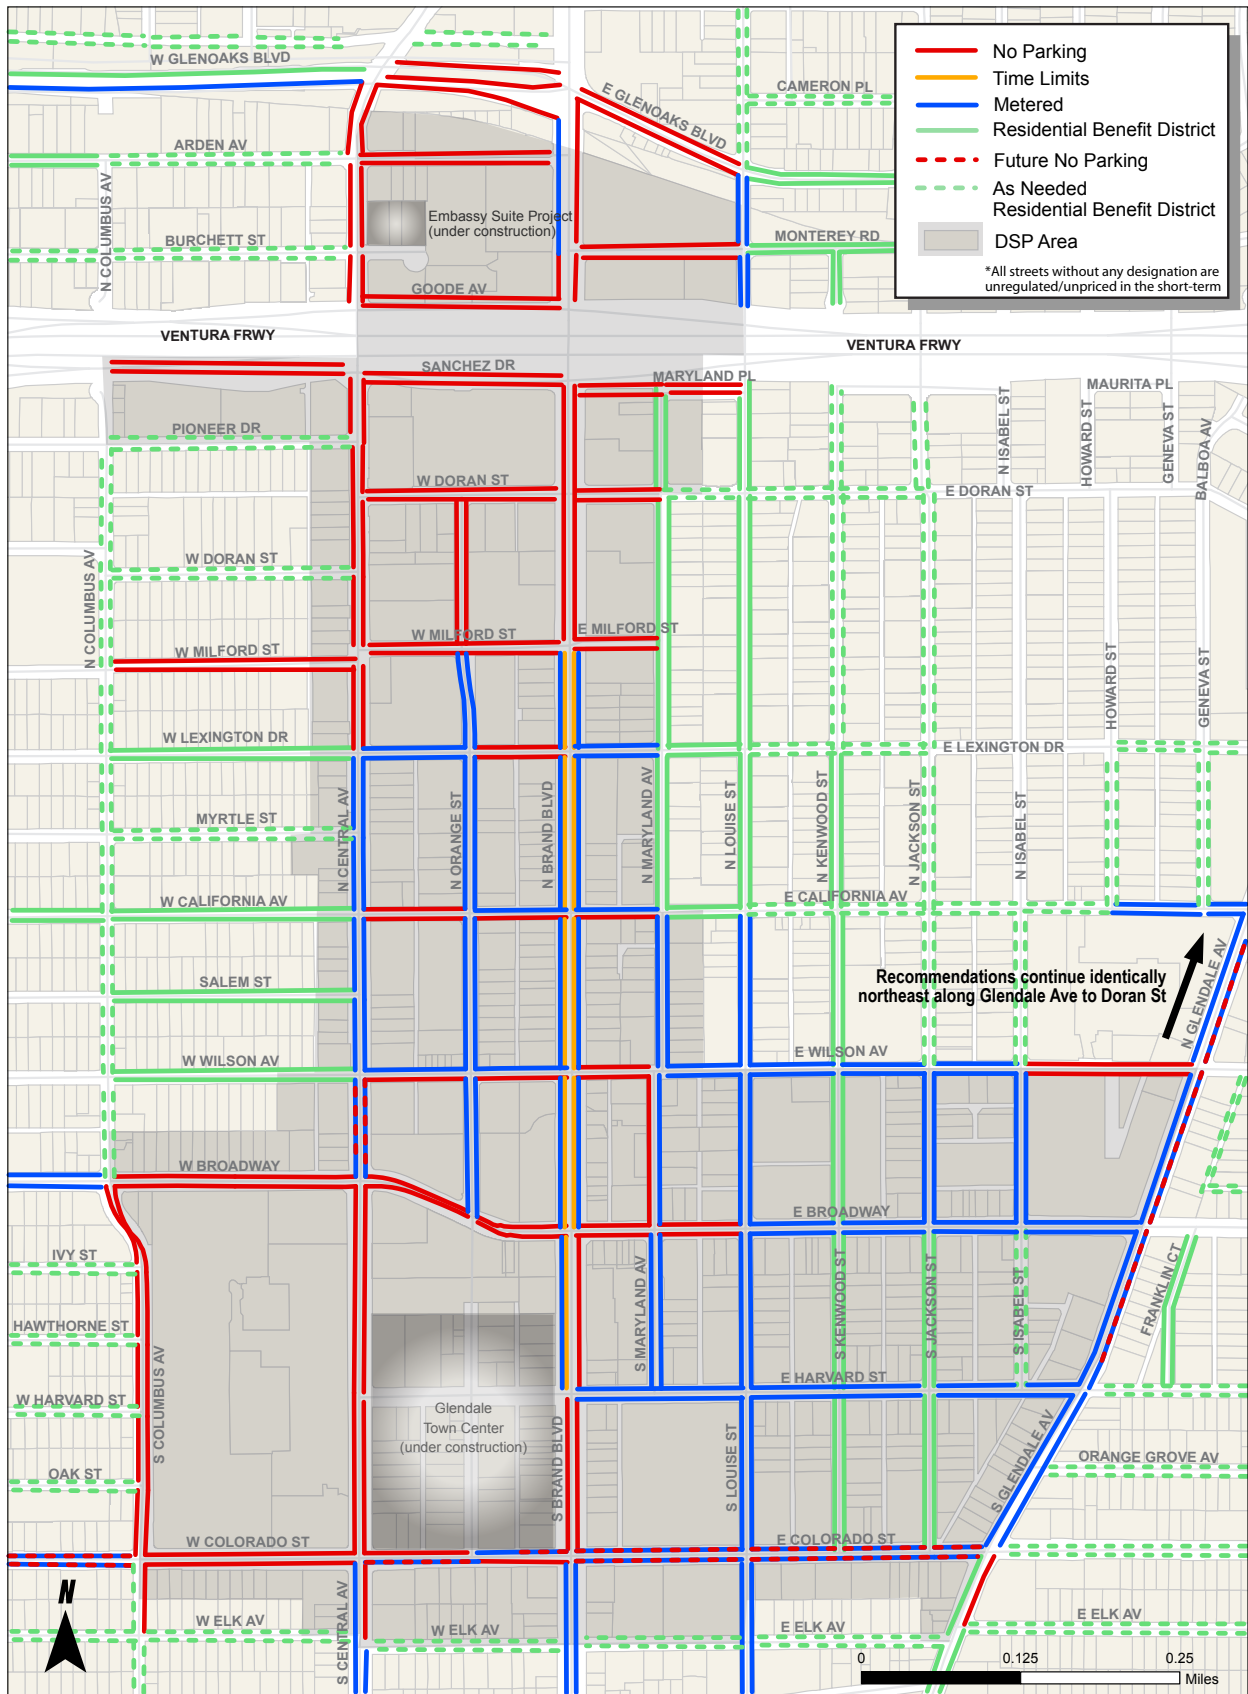 W GLENOAKS BLVD
No Parking
Time Limits
Metered
Residential Benefit District
Future No Parking
As Needed
Residential Benefit District
DSP Area
*All streets without any designation are
unregulated/unpriced in the short-term
E GLENOAKS BLVD
CAMERON PL
ARDEN AV
N COLUMBUS AV
Embassy Suite Project
(under construction)
BURCHETT ST
MONTEREY RD
GOODE AV
VENTURA FRWY
VENTURA FRWY
SANCHEZ DR
MARYLAND PL
MAURITA PL
N ISABEL ST
HOWARD ST
GENEVA ST
BALBOA AV
PIONEER DR
W DORAN ST
E DORAN ST
W DORAN ST
N COLUMBUS AV
W MILFORD ST
E MILFORD ST
W MILFORD ST
HOWARD ST
GENEVA ST
W LEXINGTON DR
E LEXINGTON DR
N CENTRAL AV
N ORANGE ST
N BRAND BLVD
N MARYLAND AV
N LOUISE ST
N KENWOOD ST
N JACKSON ST
N ISABEL ST
MYRTLE ST
W CALIFORNIA AV
E CALIFORNIA AV
Recommendations continue identically
northeast along Glendale Ave to Doran St
N GLENDALE AV
SALEM ST
W WILSON AV
E WILSON AV
W BROADWAY
E BROADWAY
IVY ST
HAWTHORNE ST
W HARVARD ST
OAK ST
S COLUMBUS AV
S MARYLAND AV
S KENWOOD ST
S JACKSON ST
S ISABEL ST
FRANKLIN CT
E HARVARD ST
Glendale
Town Center
(under construction)
S BRAND BLVD
S LOUISE ST
S GLENDALE AV
ORANGE GROVE AV
W COLORADO ST
E COLORADO ST
N
W ELK AV
S CENTRAL AV
W ELK AV
E ELK AV
E ELK AV
0
0.125
0.25
Miles